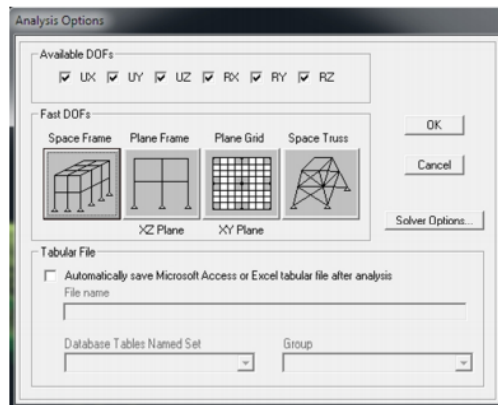 Analysis Options
Available DOFs
UX UY UZ RX RY RZ
Fast DOFs
Space Frame Plane Frame Plane Grid Space Truss
XZ Plane XY Plane
OK
Cancel
Solver Options...
Tabular File
Automatically save Microsoft Access or Excel tabular file after analysis
File name
Database Tables Named Set Group